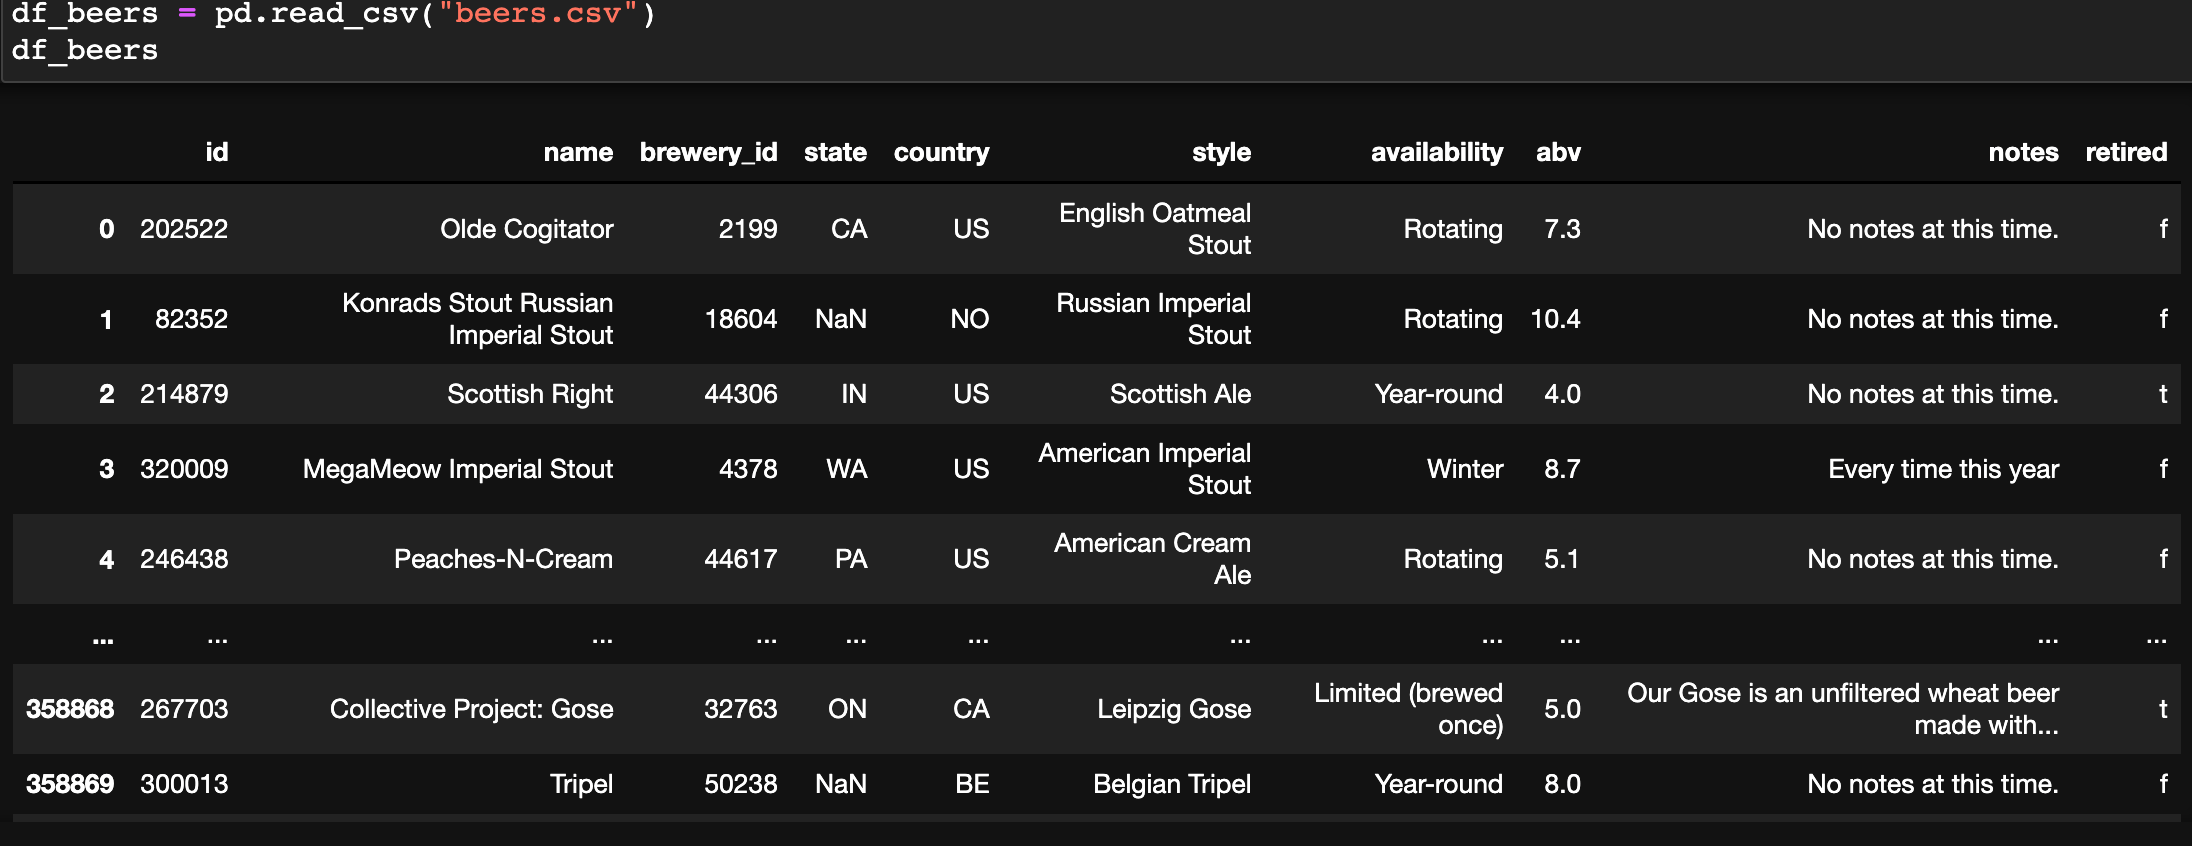 df_beers = pd.read_csv("beers.csv")
df_beers
id name brewery_id state country style availability abv notes retired
0 202522 Olde Cogitator 2199 CA US English Oatmeal Stout Rotating 7.3 No notes at this time. f
1 82352 Konrads Stout Russian Imperial Stout 18604 NaN NO Russian Imperial Stout Rotating 10.4 No notes at this time. f
2 214879 Scottish Right 44306 IN US Scottish Ale Year-round 4.0 No notes at this time. t
3 320009 MegaMeow Imperial Stout 4378 WA US American Imperial Stout Winter 8.7 Every time this year f
4 246438 Peaches-N-Cream 44617 PA US American Cream Ale Rotating 5.1 No notes at this time. f
... ... ... ... ... ... ... ... ... ... ...
358868 267703 Collective Project: Gose 32763 ON CA Leipzig Gose Limited (brewed once) 5.0 Our Gose is an unfiltered wheat beer made with... t
358869 300013 Tripel 50238 NaN BE Belgian Tripel Year-round 8.0 No notes at this time. f